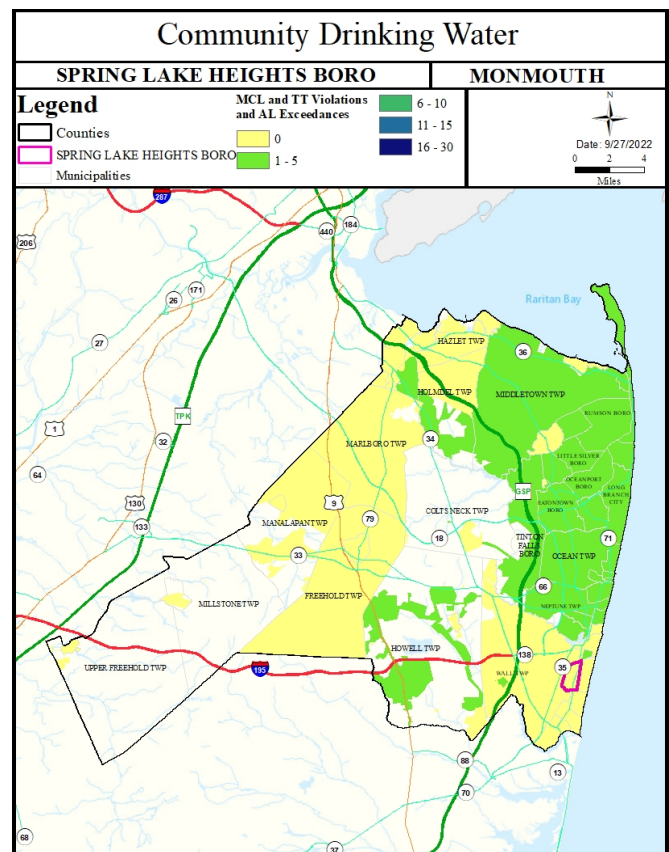 Community Drinking Water
SPRING LAKE HEIGHTS BORO
MONMOUTH
Legend
Counties
SPRING LAKE HEIGHTS BORO
Municipalities
MCL and TT Violations
and AL Exceedances
0
1 - 5
6 - 10
11 - 15
16 - 30
N
Date: 9/27/2022
0 2 4
Miles
287
206
440
184
171
26
27
Raritan Bay
HAZLET TWP
36
HOLMDEL TWP
MIDDLETOWN TWP
RUMSON BORO
TPK
1
32
34
MARLBORO TWP
LITTLE SILVER
BORO
OCEANPORT
BORO
64
GSP
LONG
BRANCH
CITY
130
9
EATONTOWN
BORO
133
79
COLTS NECK TWP
MANALAPAN TWP
18
TINTON
FALLS
BORO
71
33
OCEAN TWP
66
MILLSTONE TWP
FREEHOLD TWP
NEPTUNE TWP
HOWELL TWP
138
UPPER FREEHOLD TWP
195
35
WALL TWP
88
13
70
68
37